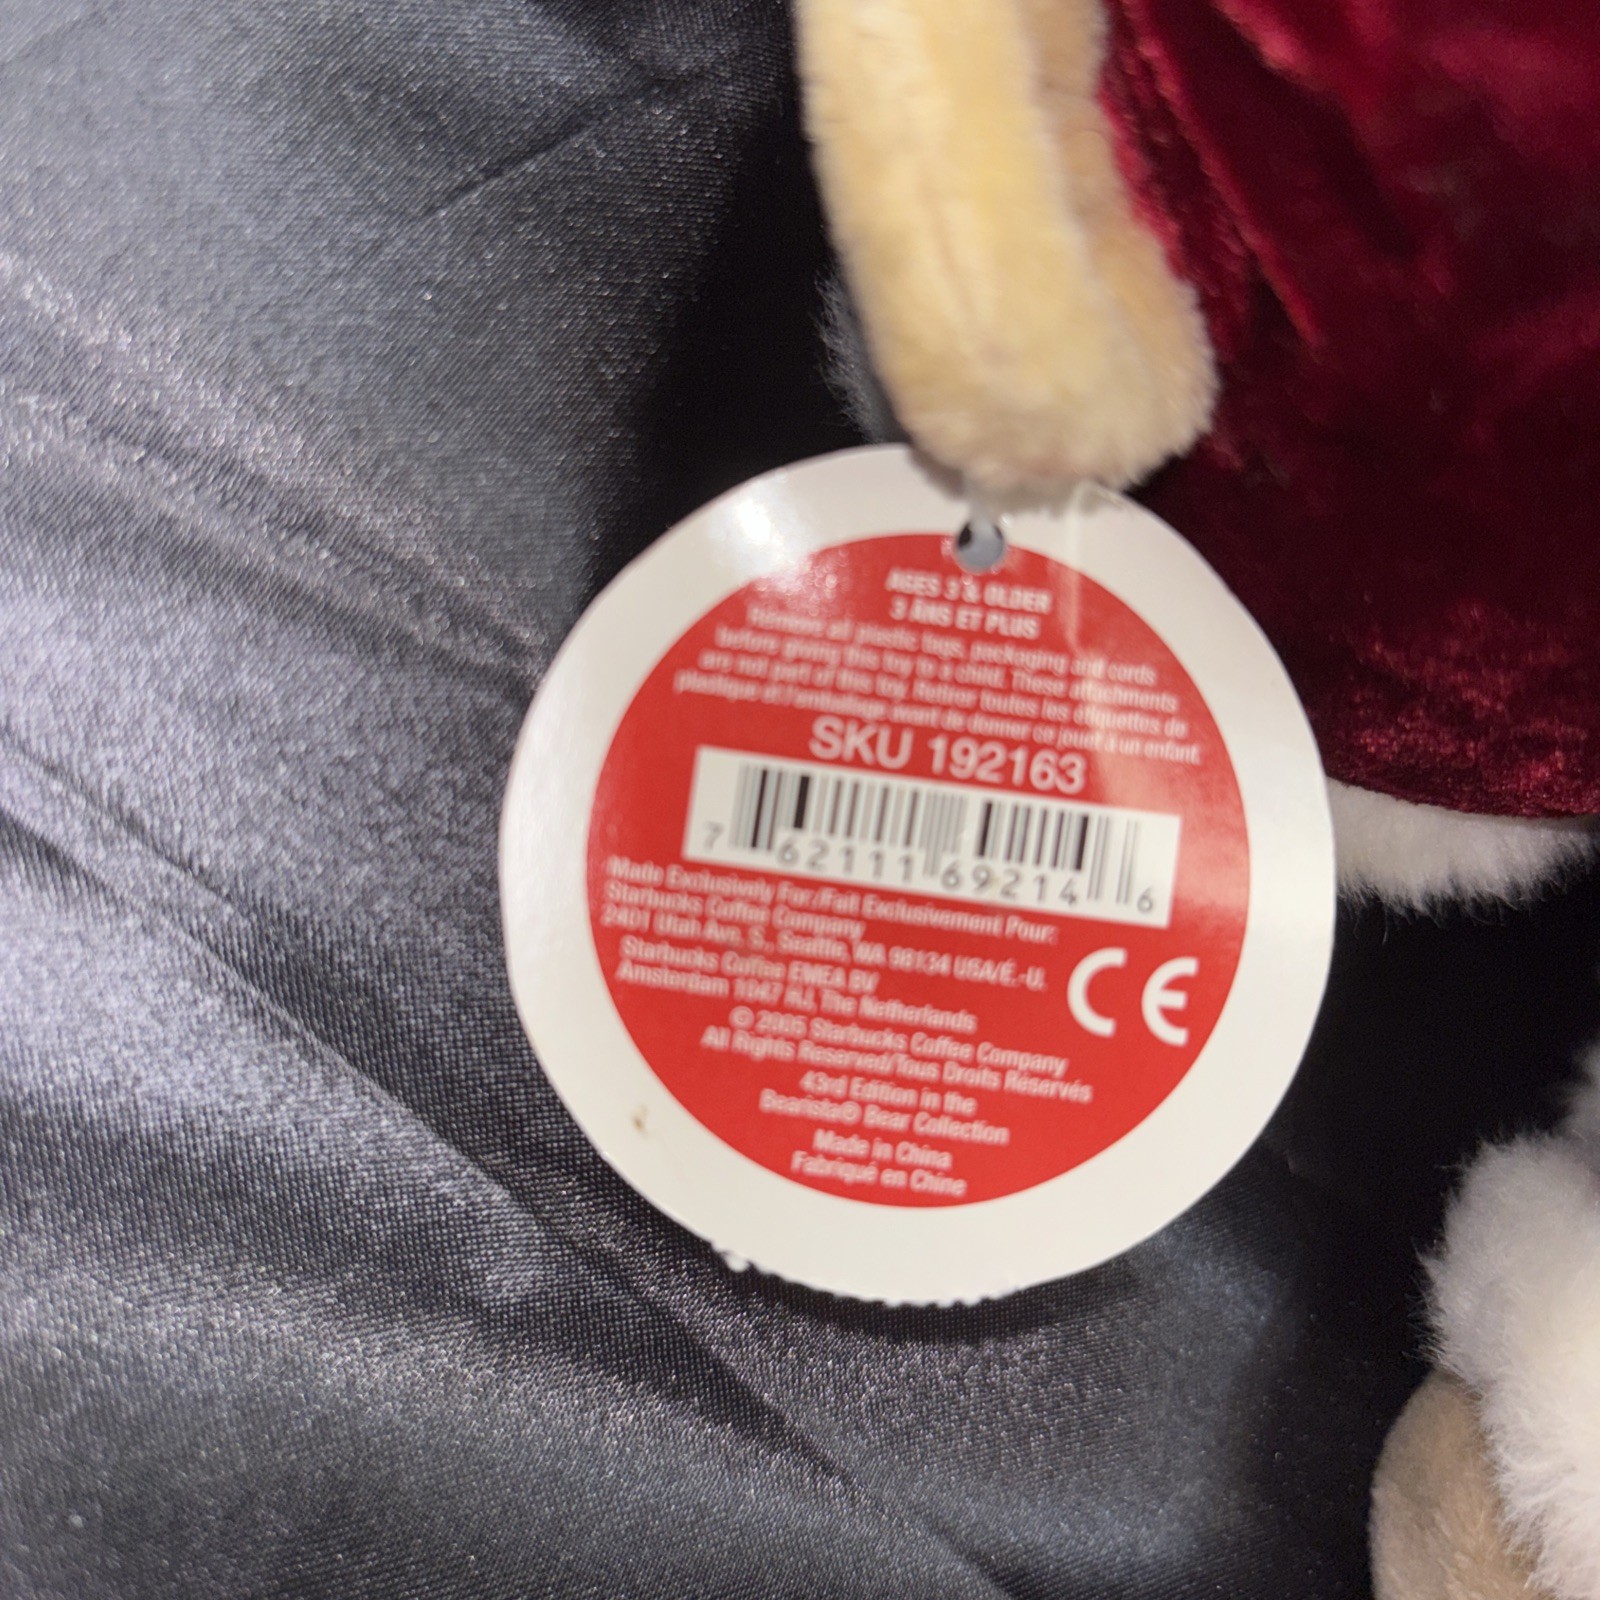 AGES 3 & OLDER
3 ANS ET PLUS
Remove all plastic tags, packaging and cords
before giving this toy to a child. These attachments
are not part of this toy. Retirer toutes les étiquettes de
plastique et l'emballage avant de donner ce jouet à un enfant.
SKU 192163
7 62111 69214 6
Made Exclusively For:/Fait Exclusivement Pour:
Starbucks Coffee Company
2401 Utah Ave. S., Seattle, WA 98134 USA/É.-U.
Starbucks Coffee EMEA BV
Amsterdam 1047 HJ, The Netherlands
CE
© 2005 Starbucks Coffee Company
All Rights Reserved/Tous Droits Réservés
43rd Edition in the
Bearista® Bear Collection
Made in China
Fabriqué en Chine